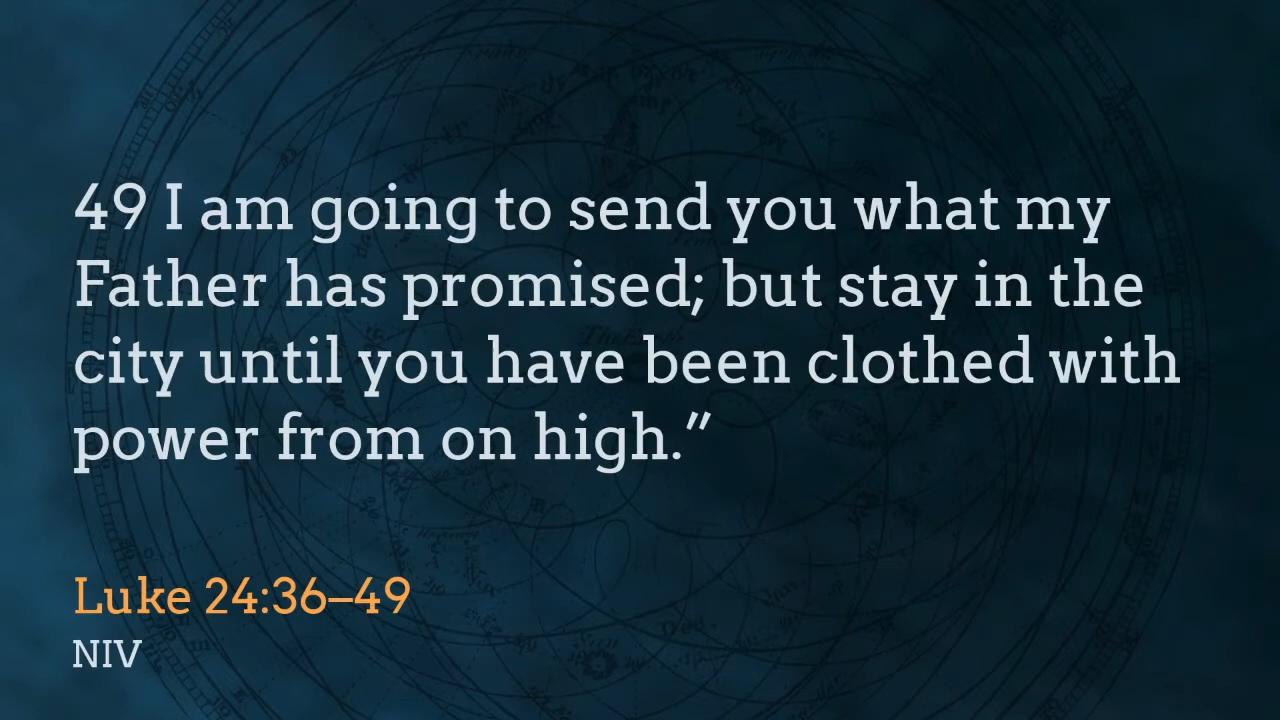 49 I am going to send you what my
Father has promised; but stay in the
city until you have been clothed with
power from on high.”
Luke 24:36–49
NIV